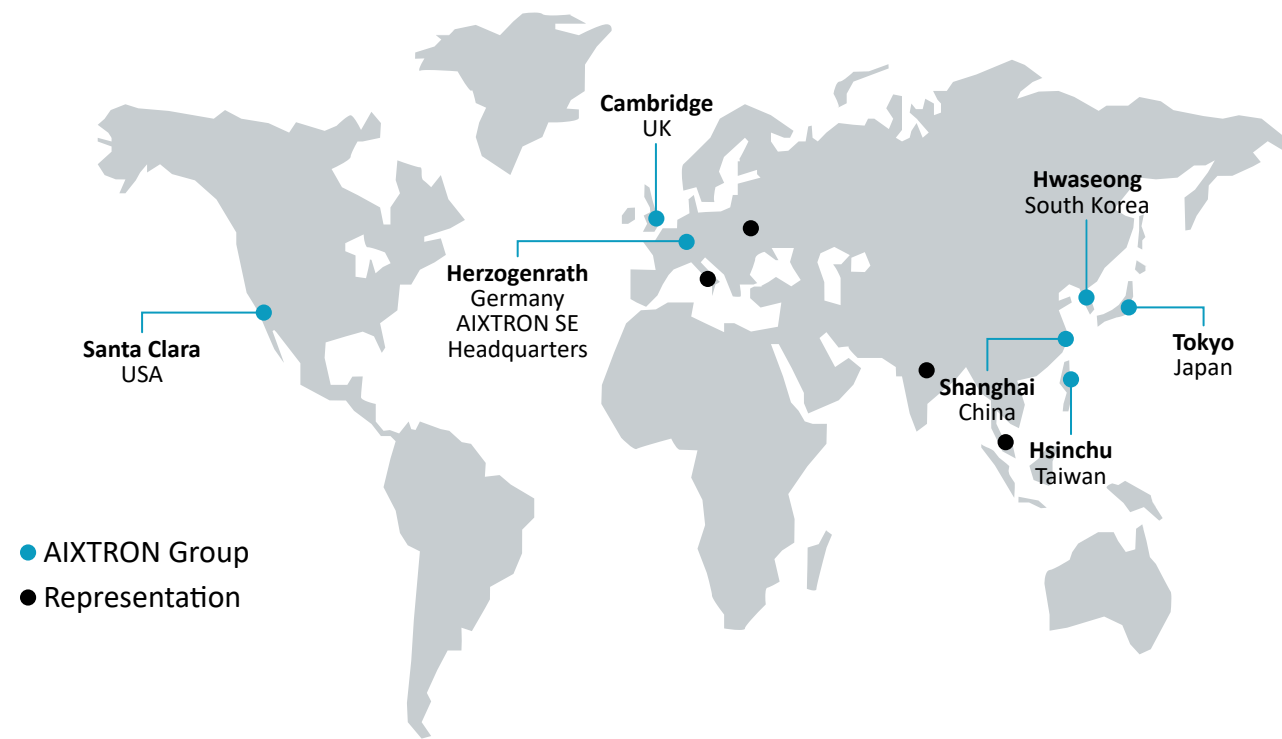 Cambridge
UK
Hwaseong
South Korea
Herzogenrath
Germany
AIXTRON SE
Headquarters
Santa Clara
USA
Tokyo
Japan
Shanghai
China
Hsinchu
Taiwan
AIXTRON Group
Representation